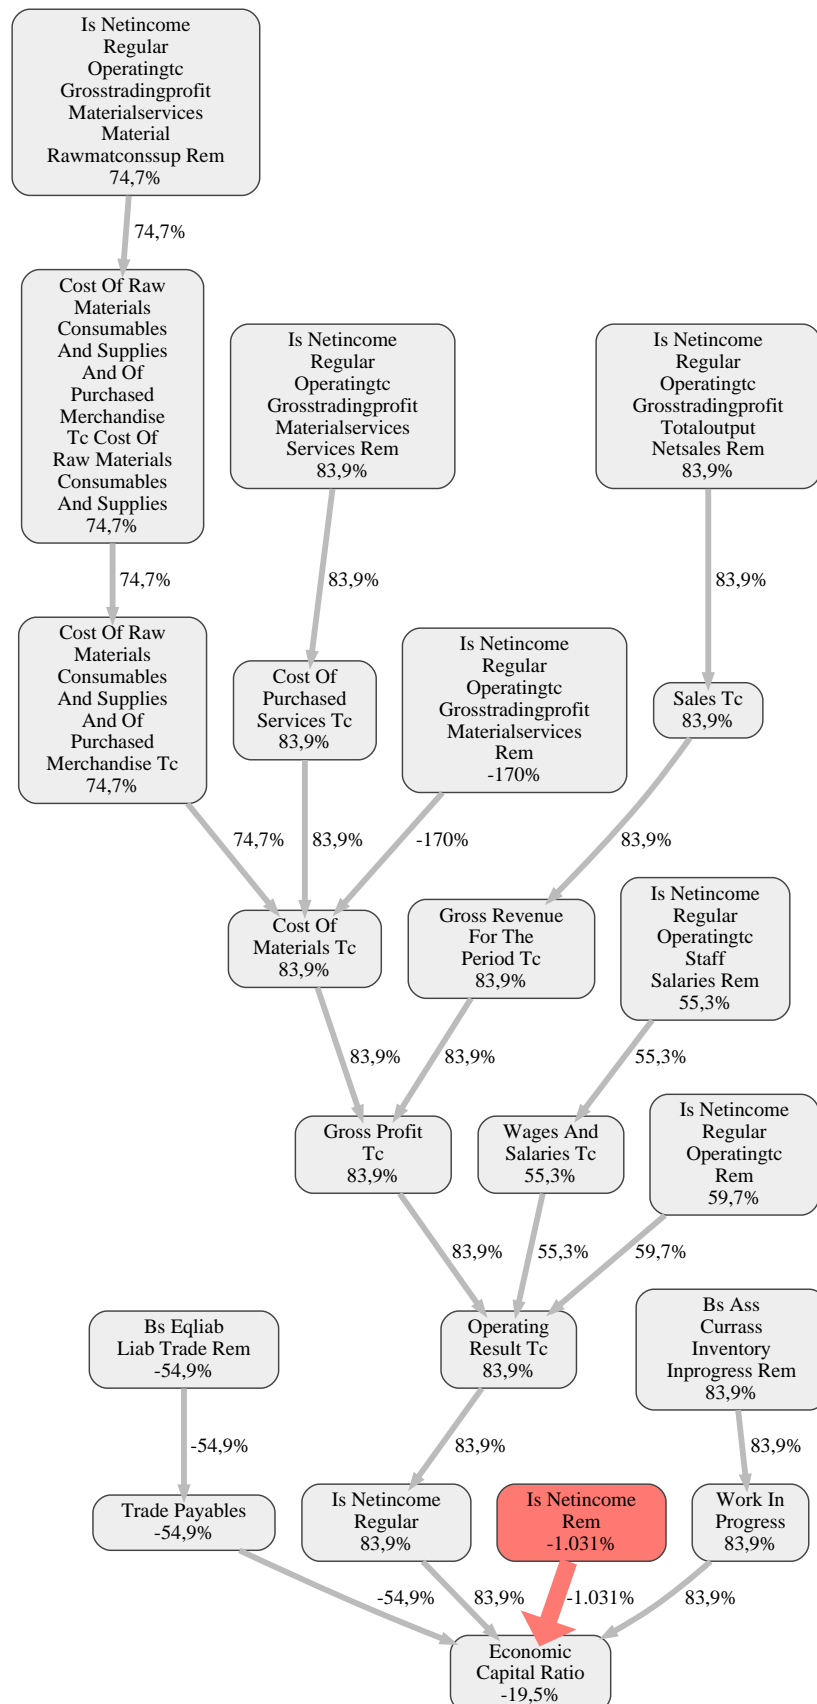 Is Netincome
Regular
Operatingtc
Grosstradingprofit
Materialservices
Material
Rawmatconssup Rem
74,7%
74,7%
Cost Of Raw
Materials
Consumables
And Supplies
And Of
Purchased
Merchandise
Tc Cost Of
Raw Materials
Consumables
And Supplies
74,7%
Is Netincome
Regular
Operatingtc
Grosstradingprofit
Materialservices
Services Rem
83,9%
Is Netincome
Regular
Operatingtc
Grosstradingprofit
Totaloutput
Netsales Rem
83,9%
74,7%
83,9%
83,9%
Cost Of Raw
Materials
Consumables
And Supplies
And Of
Purchased
Merchandise Tc
74,7%
Cost Of
Purchased
Services Tc
83,9%
Is Netincome
Regular
Operatingtc
Grosstradingprofit
Materialservices
Rem
-170%
Sales Tc
83,9%
74,7%
83,9%
-170%
83,9%
Cost Of
Materials Tc
83,9%
Gross Revenue
For The
Period Tc
83,9%
Is Netincome
Regular
Operatingtc
Staff
Salaries Rem
55,3%
83,9%
83,9%
55,3%
Gross Profit
Tc
83,9%
Wages And
Salaries Tc
55,3%
Is Netincome
Regular
Operatingtc
Rem
59,7%
83,9%
55,3%
59,7%
Bs Eqliab
Liab Trade Rem
-54,9%
Operating
Result Tc
83,9%
Bs Ass
Currass
Inventory
Inprogress Rem
83,9%
-54,9%
83,9%
83,9%
Trade Payables
-54,9%
Is Netincome
Regular
83,9%
Is Netincome
Rem
-1.031%
Work In
Progress
83,9%
-54,9%
83,9%
-1.031%
83,9%
Economic
Capital Ratio
-19,5%